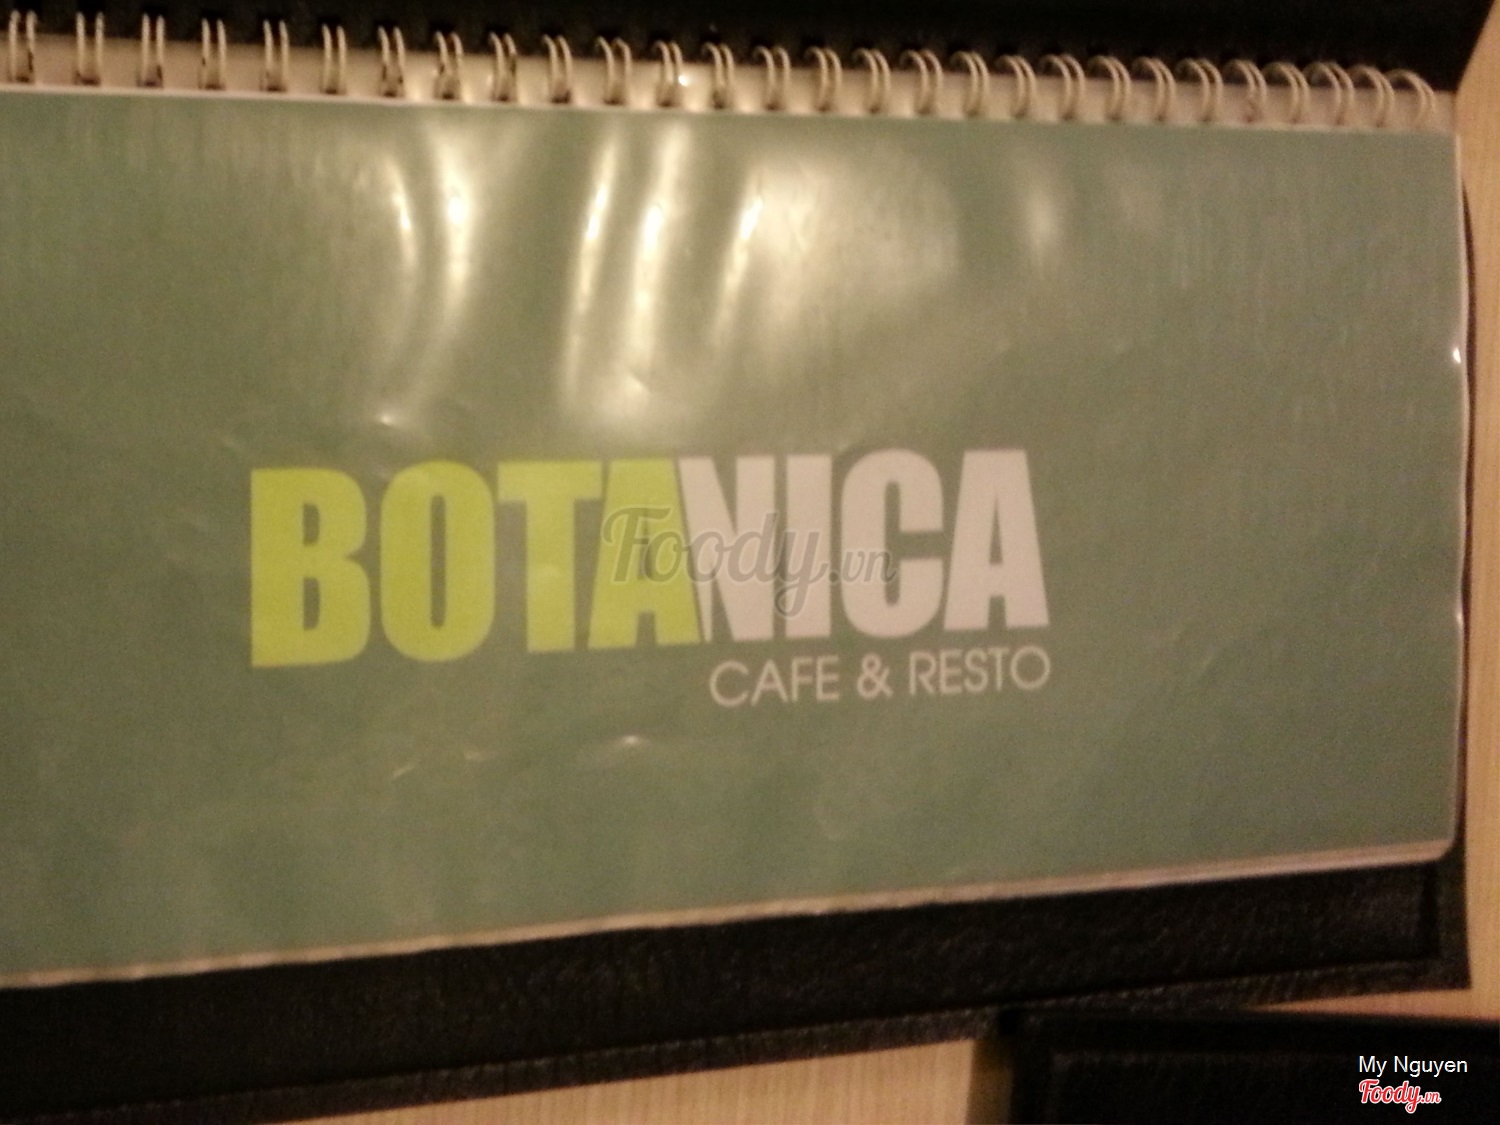 BOTANICA
Foody.vn
CAFE & RESTO
My Nguyen
Foody.vn